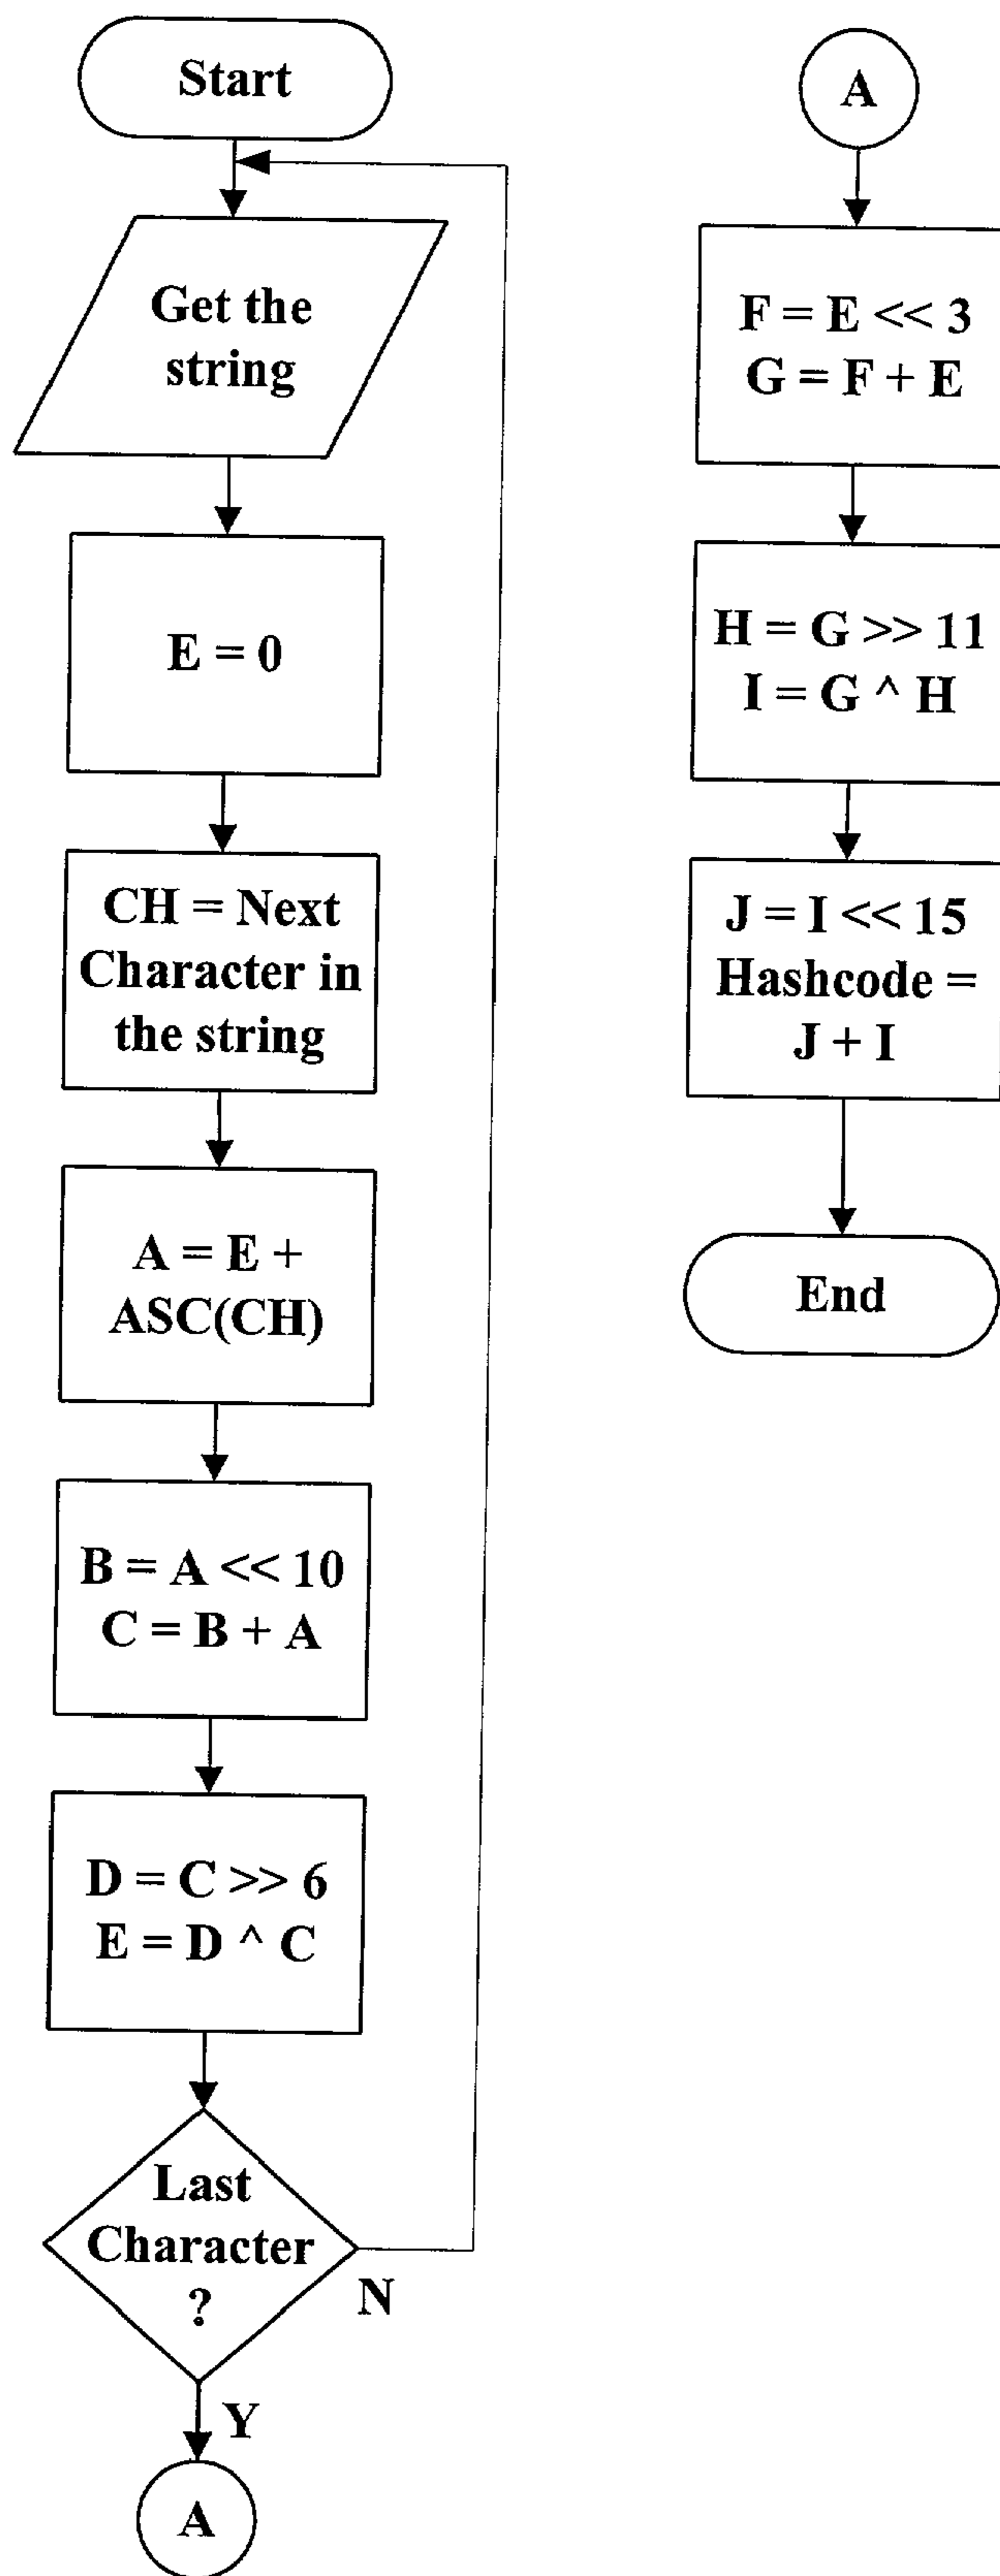 Start
Get the
string
E = 0
CH = Next
Character in
the string
A = E +
ASC(CH)
B = A << 10
C = B + A
D = C >> 6
E = D ^ C
Last
Character
?
N
Y
A
A
F = E << 3
G = F + E
H = G >> 11
I = G ^ H
J = I << 15
Hashcode =
J + I
End